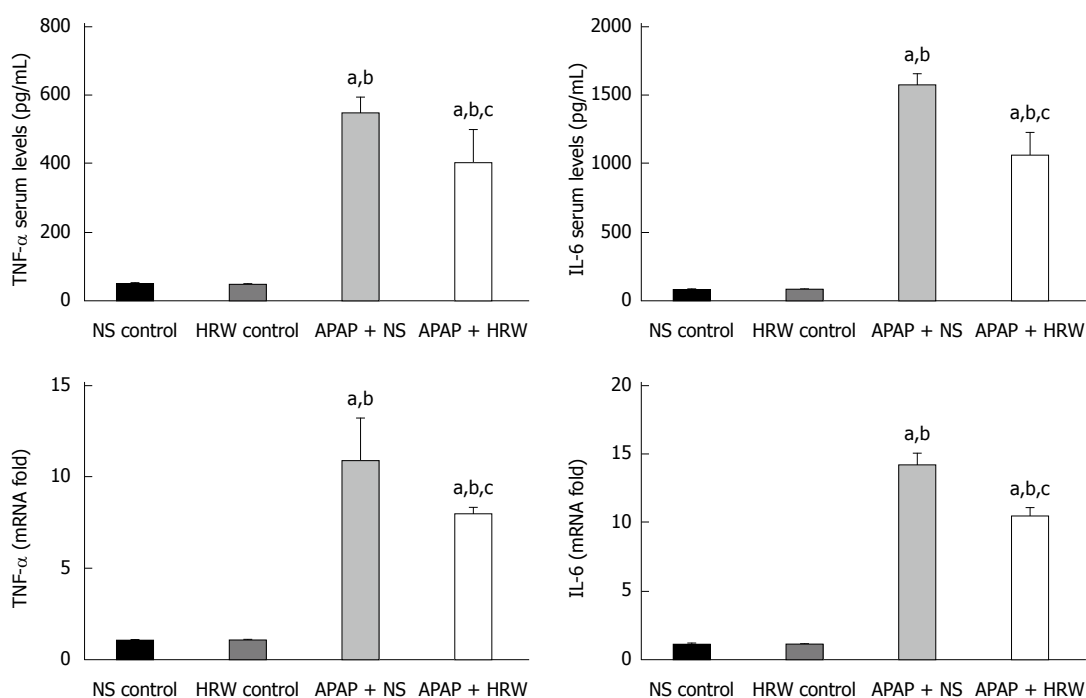 TNF-α serum levels (pg/mL)
800
600
400
200
0
a,b
a,b,c
NS control HRW control APAP + NS APAP + HRW
IL-6 serum levels (pg/mL)
2000
1500
1000
500
0
a,b
a,b,c
NS control HRW control APAP + NS APAP + HRW
TNF-α (mRNA fold)
15
10
5
0
a,b
a,b,c
NS control HRW control APAP + NS APAP + HRW
IL-6 (mRNA fold)
20
15
10
5
0
a,b
a,b,c
NS control HRW control APAP + NS APAP + HRW